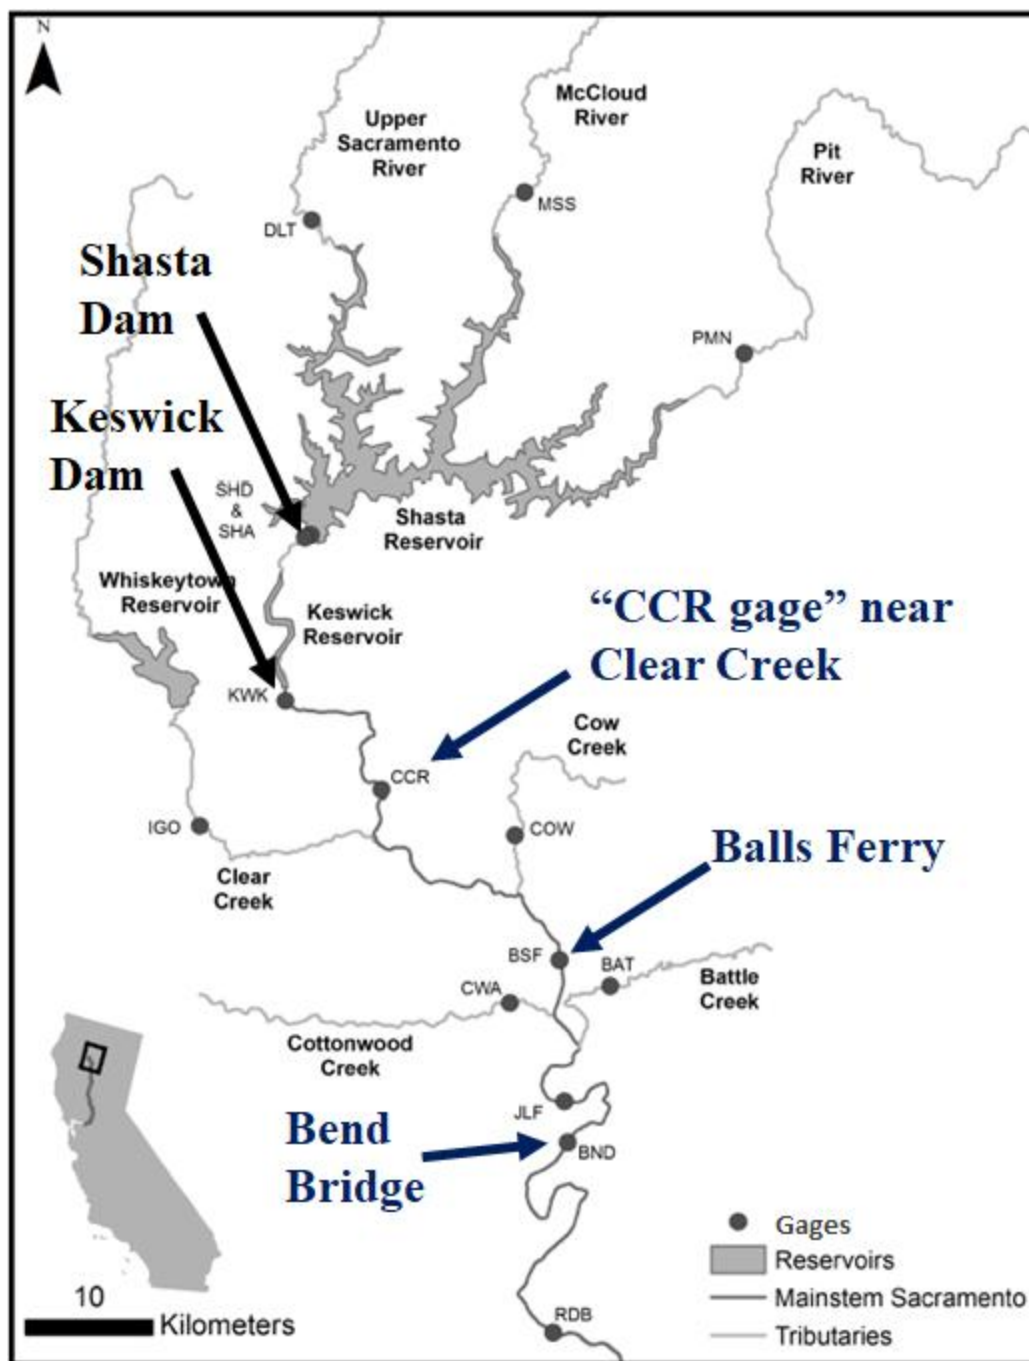 N
McCloud
River
Upper
Sacramento
River
Pit
River
MSS
DLT
Shasta
Dam
PMN
Keswick
Dam
SHD
&
SHA
Shasta
Reservoir
Whiskeytown
Reservoir
Keswick
Reservoir
“CCR gage” near
Clear Creek
KWK
Cow
Creek
CCR
IGO
COW
Balls Ferry
Clear
Creek
BSF
BAT
Battle
Creek
CWA
Cottonwood
Creek
JLF
Bend
Bridge
BND
Gages
Reservoirs
Mainstem Sacramento
Tributaries
10
Kilometers
RDB